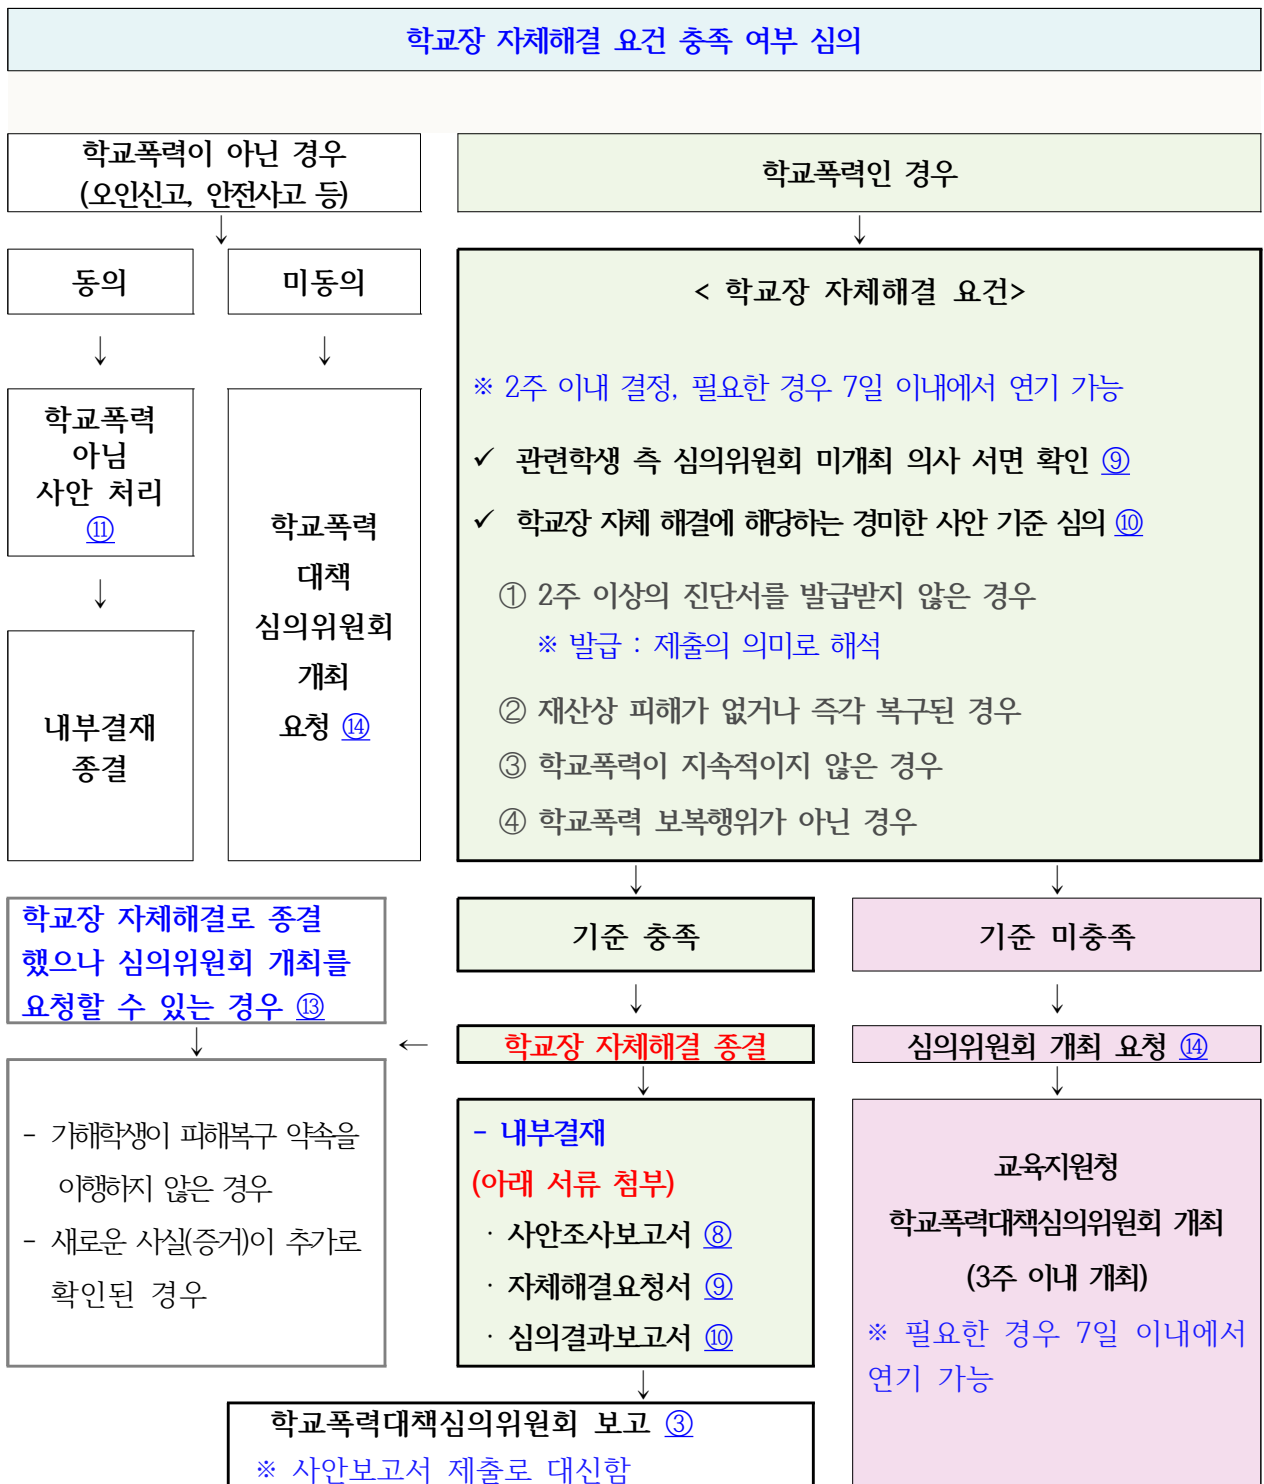 학교장 자체해결 요건 충족 여부 심의
학교폭력이 아닌 경우
(오인신고, 안전사고 등)
학교폭력인 경우
↓
↓
동의
미동의
↓
↓
학교폭력
아님
사안 처리
⑪
↓
내부결재
종결
학교폭력
대책
심의위원회
개최
요청 ⑭
< 학교장 자체해결 요건>
※ 2주 이내 결정, 필요한 경우 7일 이내에서 연기 가능
✓ 관련학생 측 심의위원회 미개최 의사 서면 확인 ⑨
✓ 학교장 자체 해결에 해당하는 경미한 사안 기준 심의 ⑩
① 2주 이상의 진단서를 발급받지 않은 경우
※ 발급 : 제출의 의미로 해석
② 재산상 피해가 없거나 즉각 복구된 경우
③ 학교폭력이 지속적이지 않은 경우
④ 학교폭력 보복행위가 아닌 경우
↓
↓
학교장 자체해결로 종결
했으나 심의위원회 개최를
요청할 수 있는 경우 ⑬
기준 충족
기준 미충족
↓
↓
↓
←
학교장 자체해결 종결
심의위원회 개최 요청 ⑭
↓
↓
- 가해학생이 피해복구 약속을
이행하지 않은 경우
- 새로운 사실(증거)이 추가로
확인된 경우
- 내부결재
(아래 서류 첨부)
· 사안조사보고서 ⑧
· 자체해결요청서 ⑨
· 심의결과보고서 ⑩
교육지원청
학교폭력대책심의위원회 개최
(3주 이내 개최)
※ 필요한 경우 7일 이내에서
연기 가능
↓
학교폭력대책심의위원회 보고 ③
※ 사안보고서 제출로 대신함